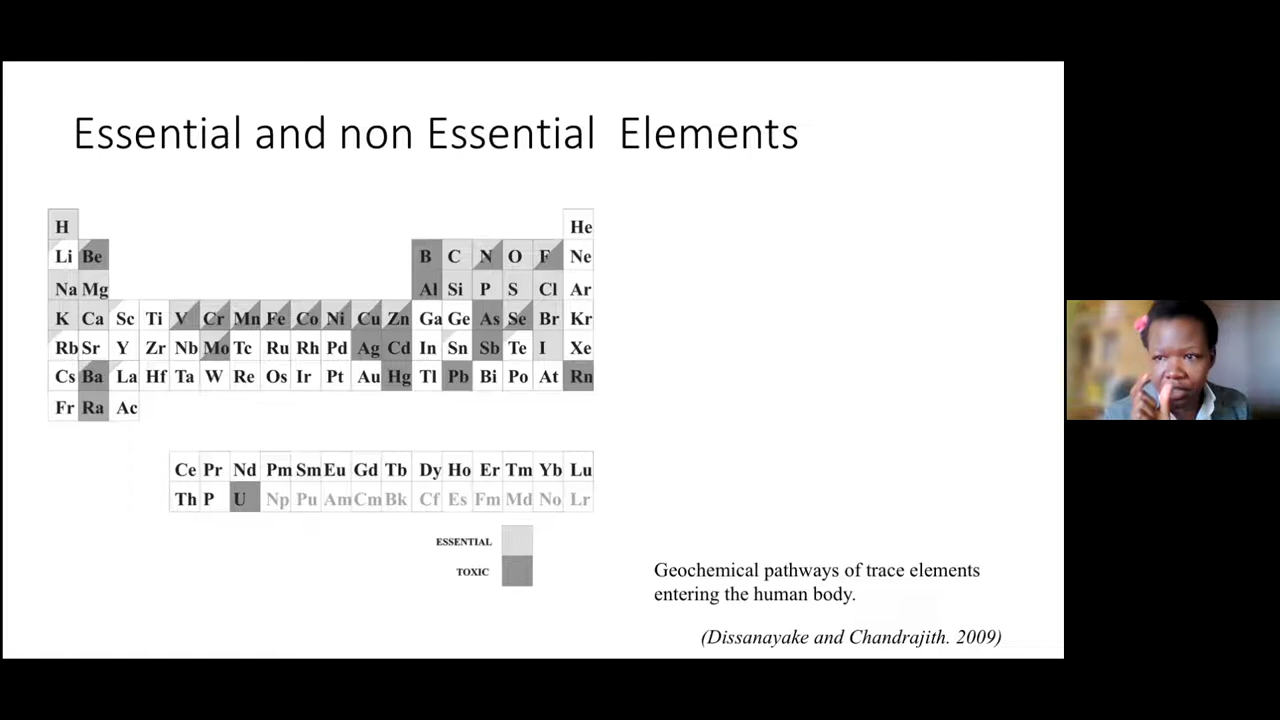 Essential and non Essential Elements
H He
Li Be B C N O F Ne
Na Mg Al Si P S Cl Ar
K Ca Sc Ti V Cr Mn Fe Co Ni Cu Zn Ga Ge As Se Br Kr
Rb Sr Y Zr Nb Mo Tc Ru Rh Pd Ag Cd In Sn Sb Te I Xe
Cs Ba La Hf Ta W Re Os Ir Pt Au Hg Tl Pb Bi Po At Rn
Fr Ra Ac
Ce Pr Nd Pm Sm Eu Gd Tb Dy Ho Er Tm Yb Lu
Th P U Np Pu Am Cm Bk Cf Es Fm Md No Lr
ESSENTIAL
TOXIC
Geochemical pathways of trace elements
entering the human body.
(Dissanayake and Chandrajith. 2009)